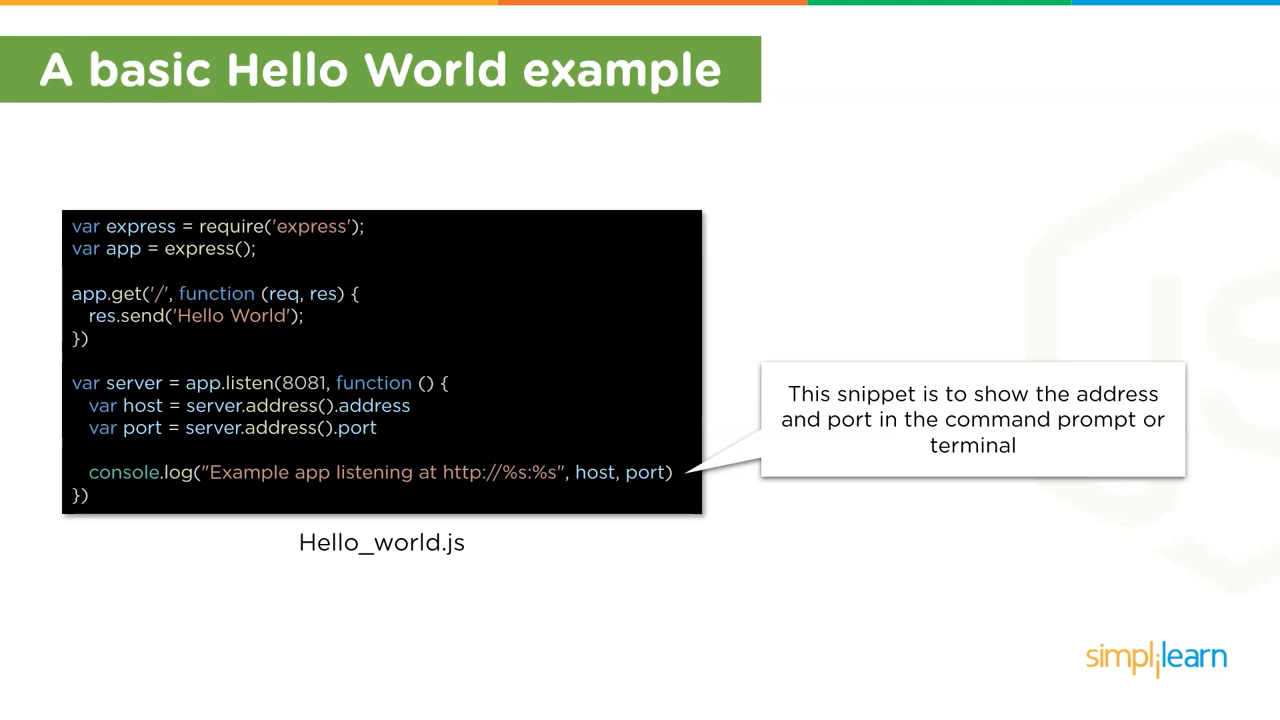 A basic Hello World example
var express = require('express');
var app = express();
app.get('/', function (req, res) {
res.send('Hello World');
})
var server = app.listen(8081, function () {
var host = server.address().address
var port = server.address().port
console.log("Example app listening at http://%s:%s", host, port)
})
This snippet is to show the address
and port in the command prompt or
terminal
Hello_world.js
JS
simplilearn